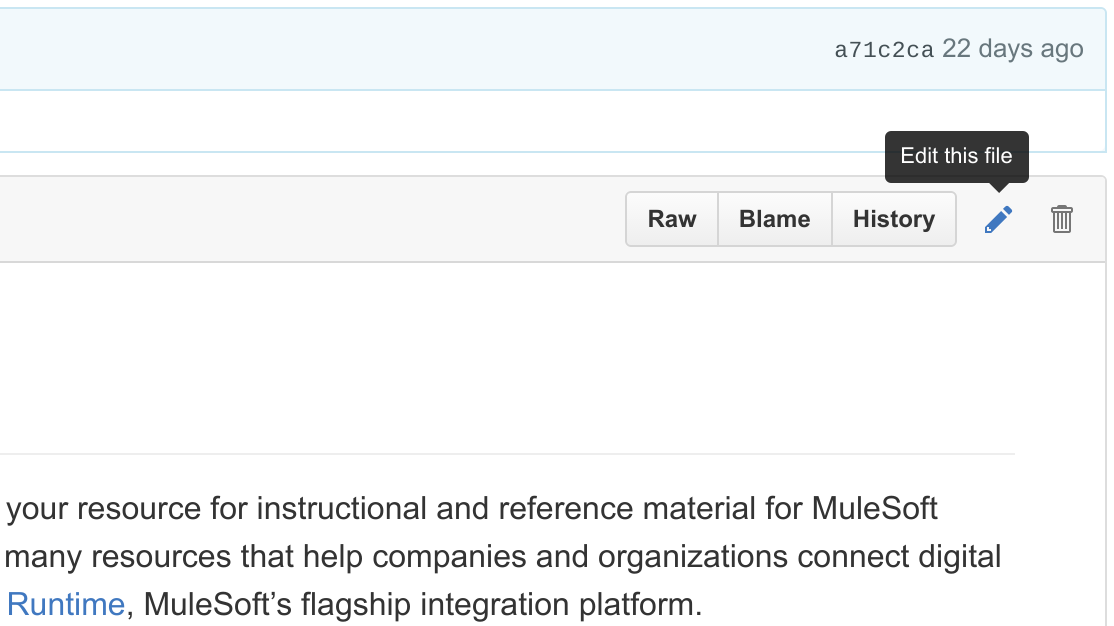 a71c2ca 22 days ago
Edit this file
Raw Blame History
your resource for instructional and reference material for MuleSoft
many resources that help companies and organizations connect digital
Runtime, MuleSoft’s flagship integration platform.